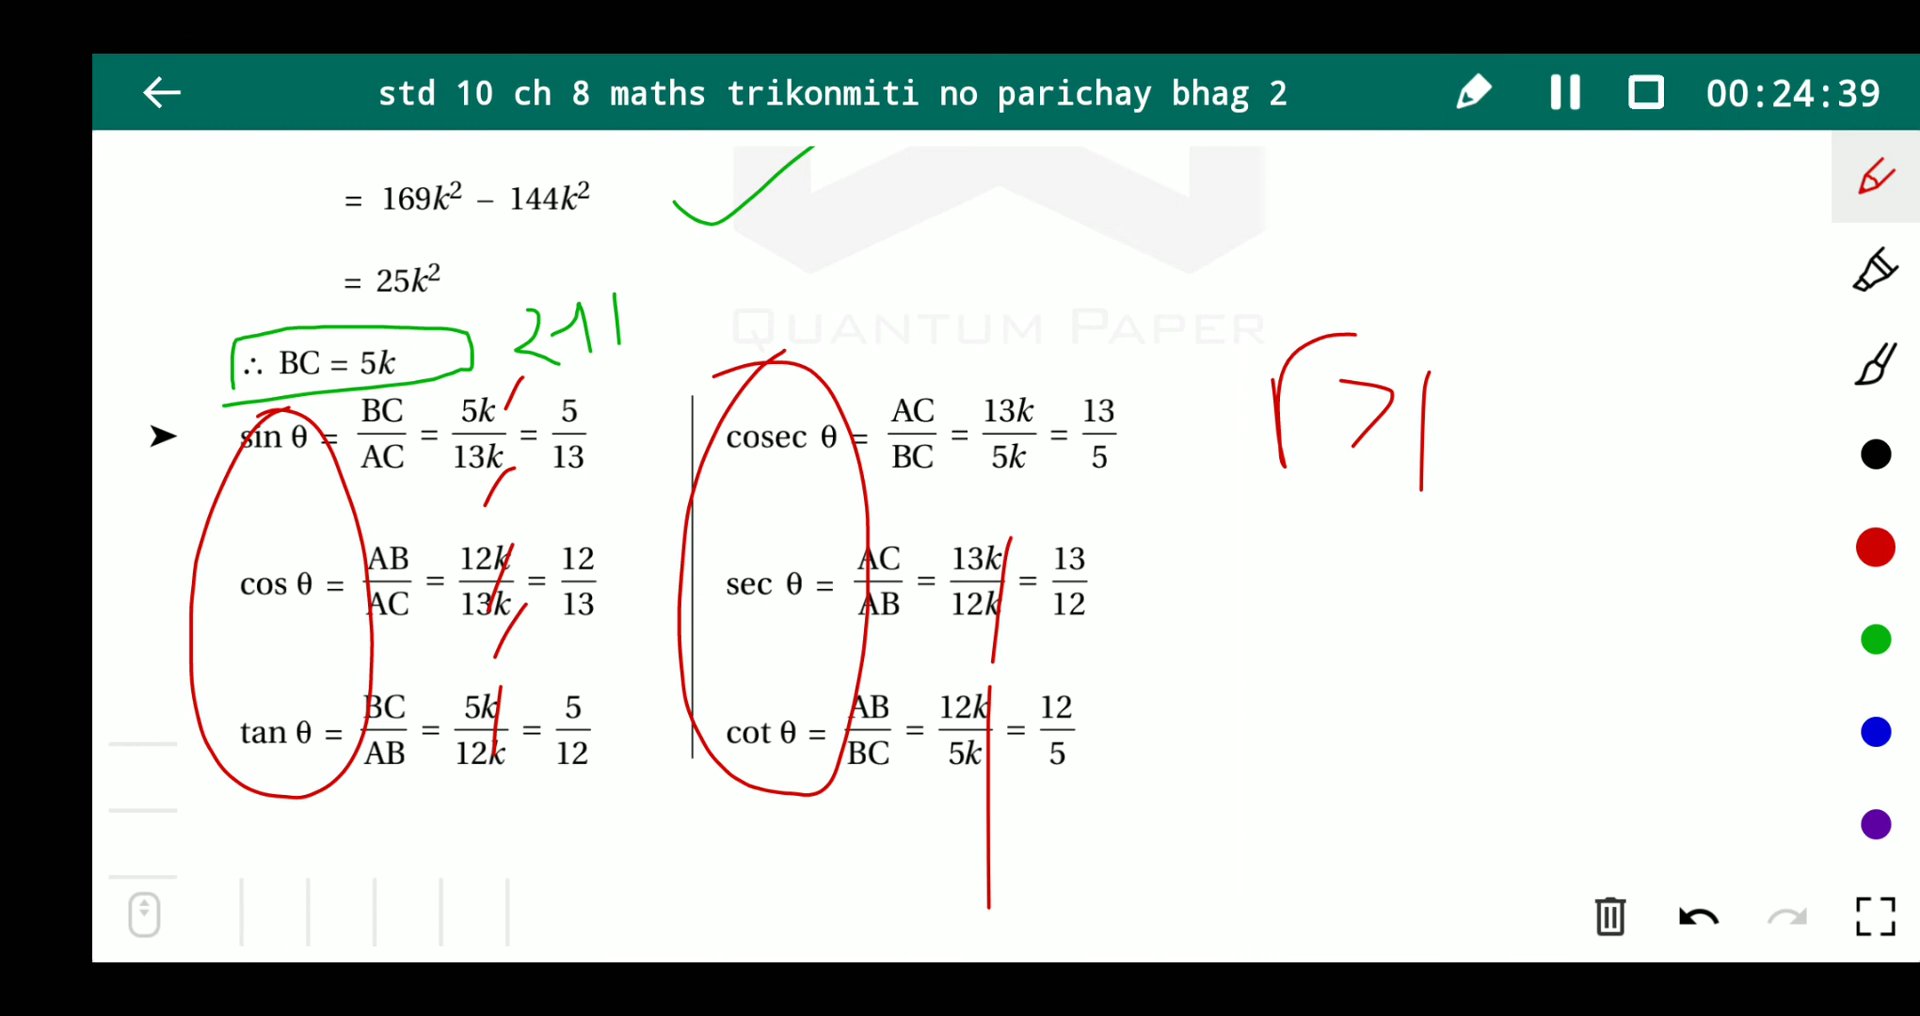 std 10 ch 8 maths trikonmiti no parichay bhag 2 00:24:39
= 169k² – 144k²
= 25k²
QUANTUM PAPER
∴ BC = 5k
➤ sin θ = BC/AC = 5k/13k = 5/13 cosec θ = AC/BC = 13k/5k = 13/5
cos θ = AB/AC = 12k/13k = 12/13 sec θ = AC/AB = 13k/12k = 13/12
tan θ = BC/AB = 5k/12k = 5/12 cot θ = AB/BC = 12k/5k = 12/5